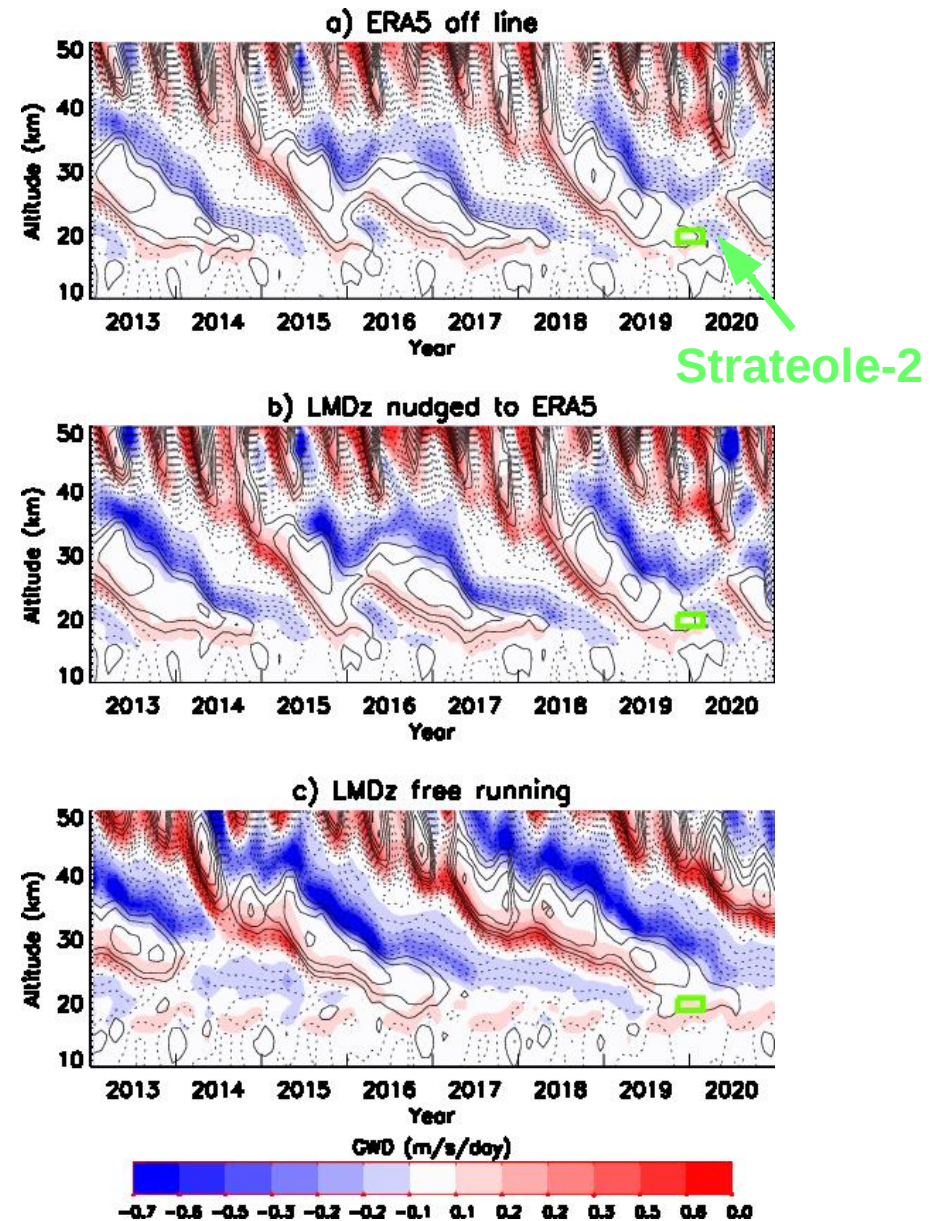 a) ERA5 off line
50
40
30
20
10
Altitude (km)
2013 2014 2015 2016 2017 2018 2019 2020
Year
Strateole-2
b) LMDz nudged to ERA5
50
40
30
20
10
Altitude (km)
2013 2014 2015 2016 2017 2018 2019 2020
Year
c) LMDz free running
50
40
30
20
10
Altitude (km)
2013 2014 2015 2016 2017 2018 2019 2020
Year
GWD (m/s/day)
-0.7 -0.6 -0.5 -0.3 -0.2 -0.2 -0.1 0.1 0.2 0.2 0.3 0.5 0.6 0.0